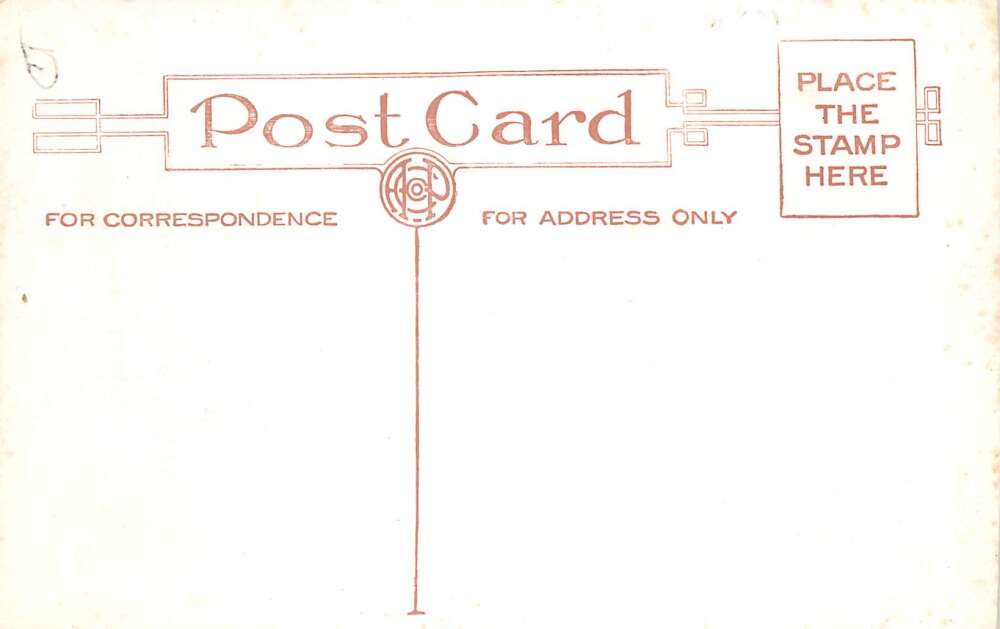 Post Card
PLACE
THE
STAMP
HERE
FOR CORRESPONDENCE
FOR ADDRESS ONLY